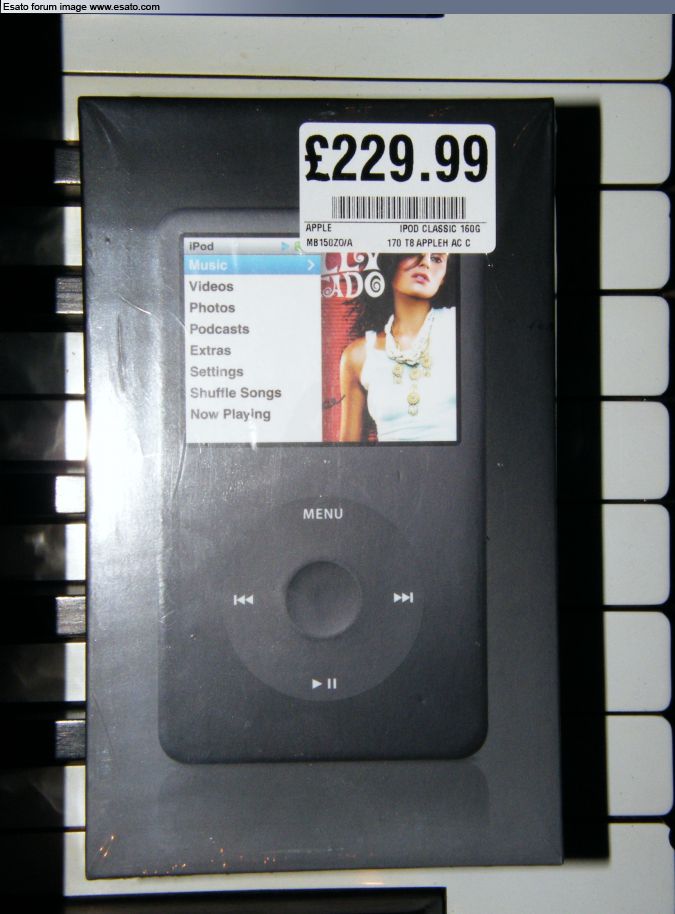 Esato forum image www.esato.com
£229.99
APPLE IPOD CLASSIC 160G
MB150ZO/A 170 T8 APPLEH AC C
iPod
Music
Videos
Photos
Podcasts
Extras
Settings
Shuffle Songs
Now Playing
ADO
MENU